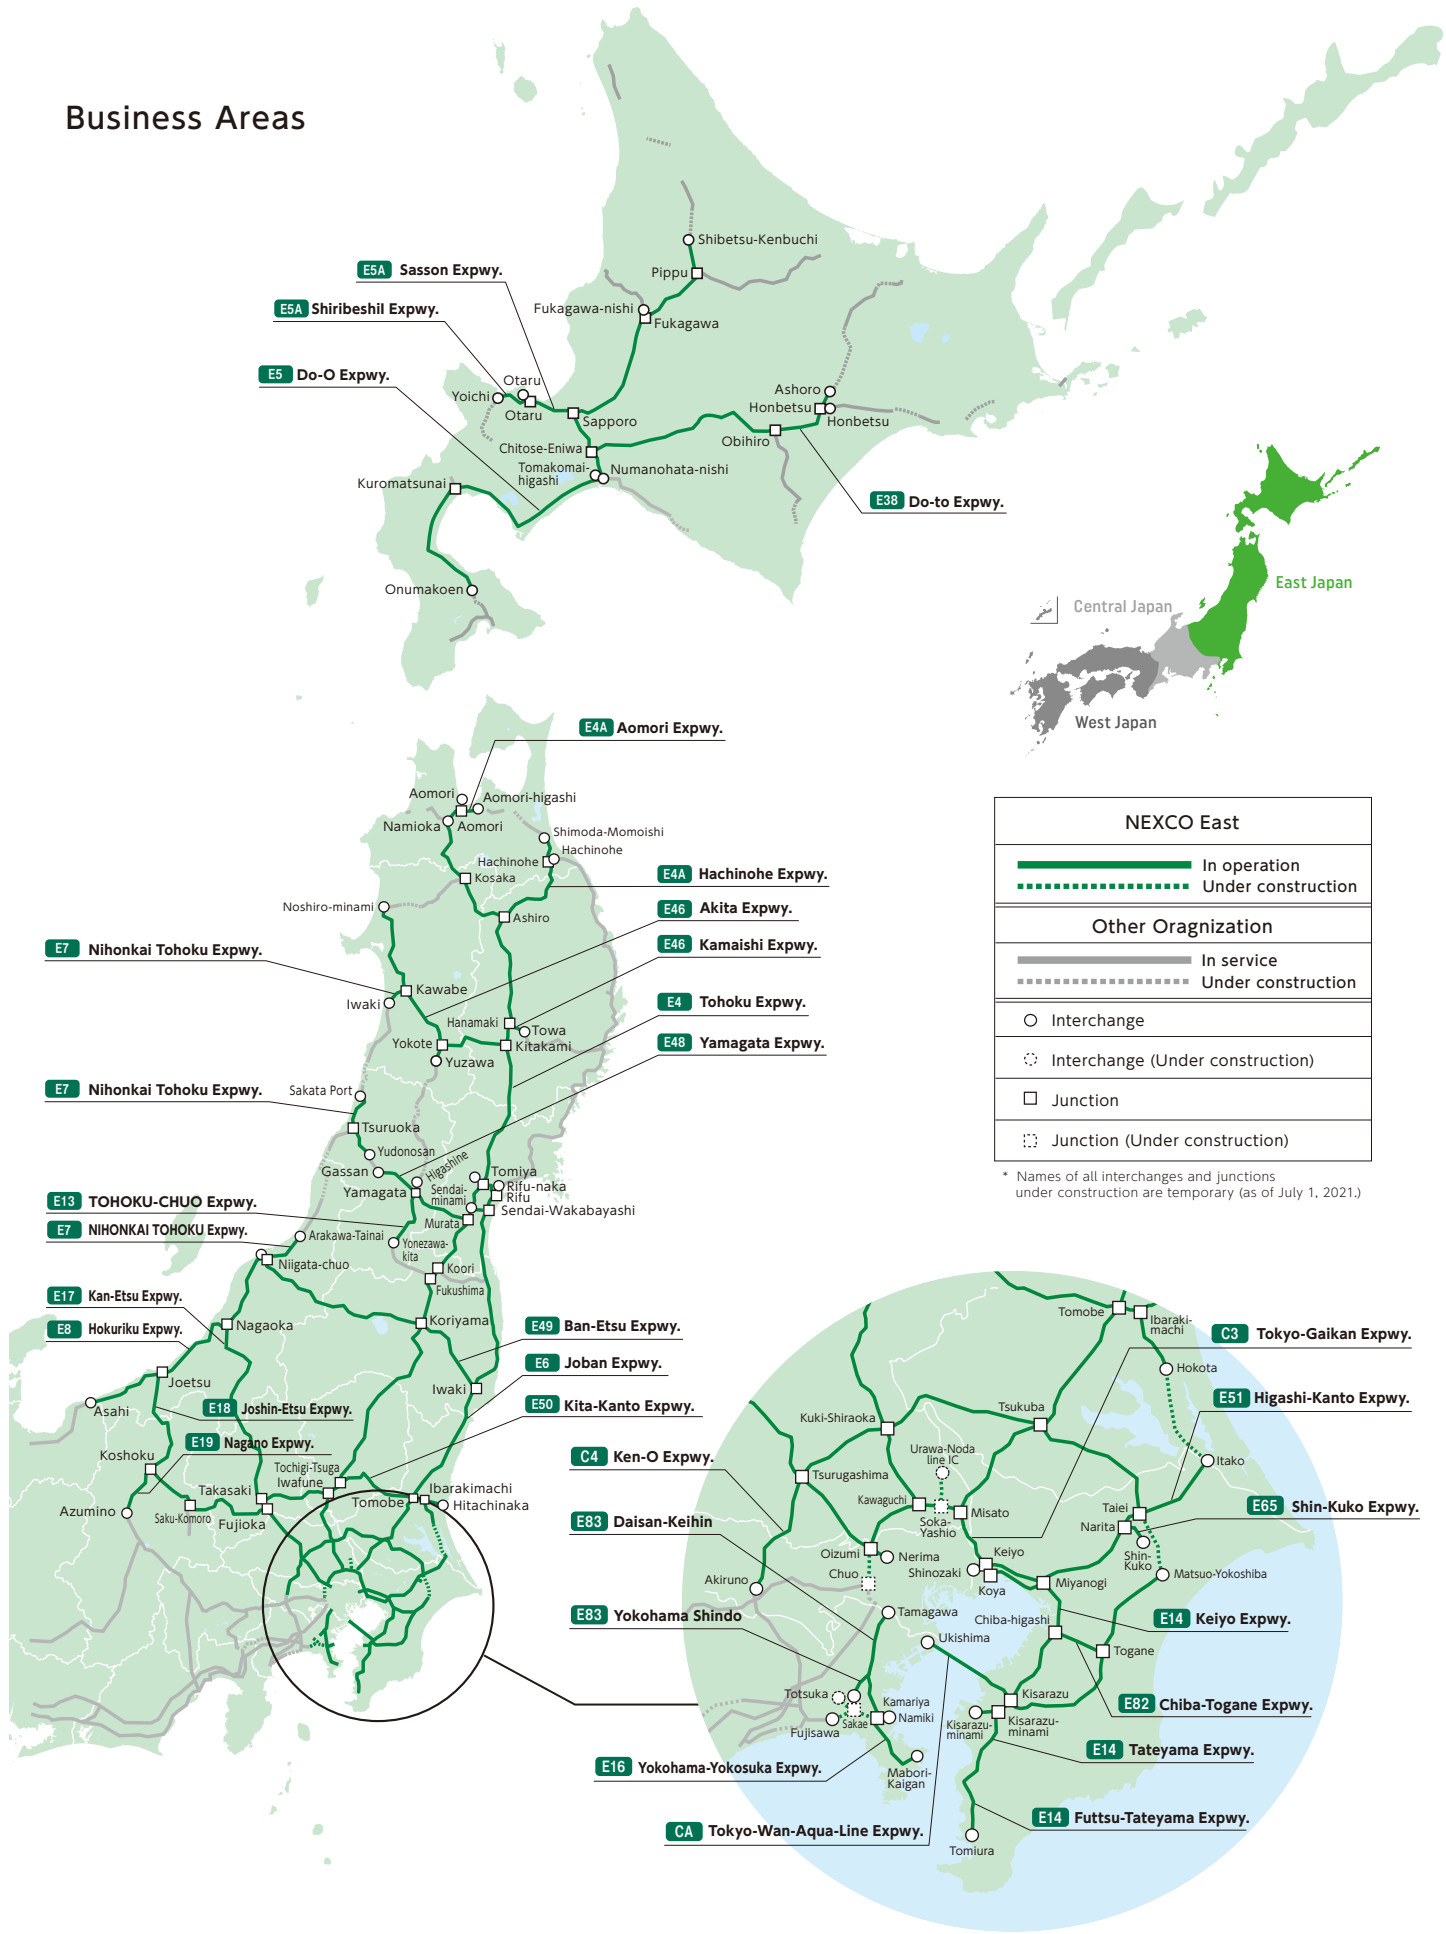 Business Areas
Shibetsu-Kenbuchi
E5A Sasson Expwy.
Pippu
E5A Shiribeshil Expwy.
Fukagawa-nishi
Fukagawa
E5 Do-O Expwy.
Otaru
Yoichi
Otaru
Sapporo
Ashoro
Honbetsu
Honbetsu
Obihiro
Chitose-Eniwa
Tomakomai-
higashi
Numanohata-nishi
Kuromatsunai
E38 Do-to Expwy.
Onumakoen
East Japan
Central Japan
West Japan
E4A Aomori Expwy.
Aomori
Aomori-higashi
Namioka
Aomori
Shimoda-Momoishi
Hachinohe
Hachinohe
Kosaka
E4A Hachinohe Expwy.
Noshiro-minami
Ashiro
E46 Akita Expwy.
E7 Nihonkai Tohoku Expwy.
E46 Kamaishi Expwy.
Kawabe
Iwaki
E4 Tohoku Expwy.
Hanamaki
Towa
Yokote
Kitakami
E48 Yamagata Expwy.
Yuzawa
E7 Nihonkai Tohoku Expwy.
Sakata Port
Tsuruoka
Yudonosan
Gassan
Higashine
Tomiya
Yamagata
Sendai-
minami
Rifu-naka
Rifu
Sendai-Wakabayashi
E13 TOHOKU-CHUO Expwy.
Murata
E7 NIHONKAI TOHOKU Expwy.
Arakawa-Tainai
Yonezawa-
kita
Niigata-chuo
Koori
Fukushima
E17 Kan-Etsu Expwy.
E8 Hokuriku Expwy.
Nagaoka
Koriyama
E49 Ban-Etsu Expwy.
E6 Joban Expwy.
Joetsu
Iwaki
Asahi
E18 Joshin-Etsu Expwy.
E50 Kita-Kanto Expwy.
E19 Nagano Expwy.
Koshoku
Tochigi-Tsuga
Iwafune
Takasaki
Ibarakimachi
Tomobe
Hitachinaka
Azumino
Saku-Komoro
Fujioka
NEXCO East
In operation
Under construction
Other Oragnization
In service
Under construction
Interchange
Interchange (Under construction)
Junction
Junction (Under construction)
* Names of all interchanges and junctions
under construction are temporary (as of July 1, 2021.)
Tomobe
Ibaraki-
machi
C3 Tokyo-Gaikan Expwy.
Hokota
E51 Higashi-Kanto Expwy.
Kuki-Shiraoka
Tsukuba
Urawa-Noda
line IC
C4 Ken-O Expwy.
Itako
Tsurugashima
Kawaguchi
Soka-
Yashio
Misato
Taiei
E65 Shin-Kuko Expwy.
E83 Daisan-Keihin
Narita
Oizumi
Nerima
Keiyo
Shinozaki
Koya
Shin-
Kuko
Chuo
Akiruno
Miyanogi
Matsuo-Yokoshiba
E83 Yokohama Shindo
Tamagawa
Chiba-higashi
E14 Keiyo Expwy.
Ukishima
Togane
Totsuka
Kamariya
Kisarazu
E82 Chiba-Togane Expwy.
Namiki
Sakae
Fujisawa
Kisarazu-
minami
Kisarazu-
minami
E14 Tateyama Expwy.
E16 Yokohama-Yokosuka Expwy.
Mabori-
Kaigan
E14 Futtsu-Tateyama Expwy.
CA Tokyo-Wan-Aqua-Line Expwy.
Tomiura